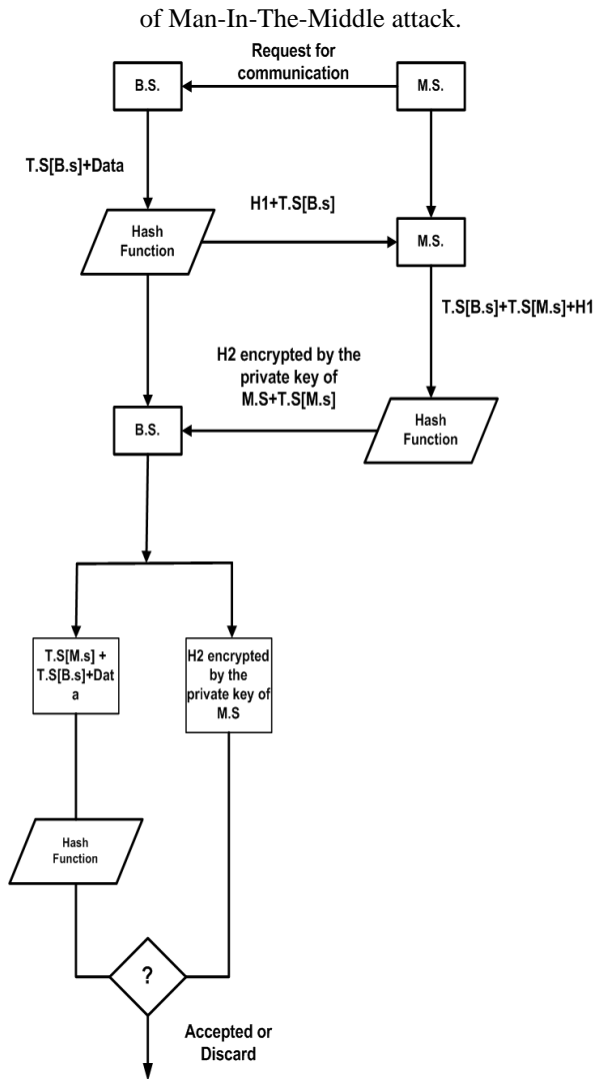 of Man-In-The-Middle attack.
Request for
communication
B.S.
M.S.
T.S[B.s]+Data
H1+T.S[B.s]
Hash
Function
M.S.
T.S[B.s]+T.S[M.s]+H1
H2 encrypted by the
private key of
M.S+T.S[M.s]
B.S.
Hash
Function
T.S[M.s] +
T.S[B.s]+Dat
a
H2 encrypted
by the
private key of
M.S
Hash
Function
?
Accepted or
Discard